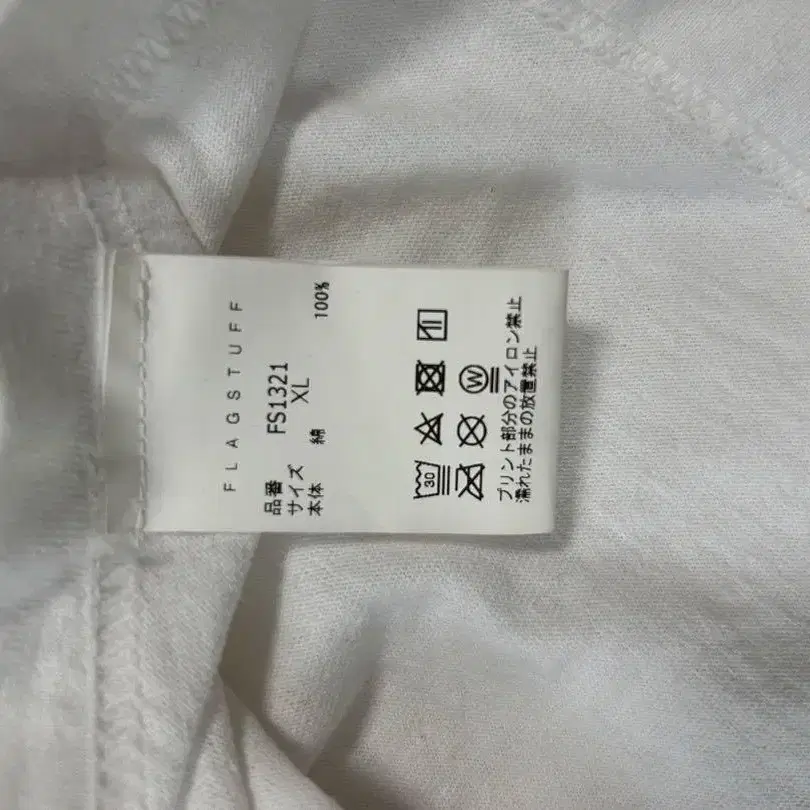 FLAGSTUFF
品番 FS1321
サイズ XL
本体 綿 100%
30
W
プリント部分のアイロン禁止
濡れたままの放置禁止